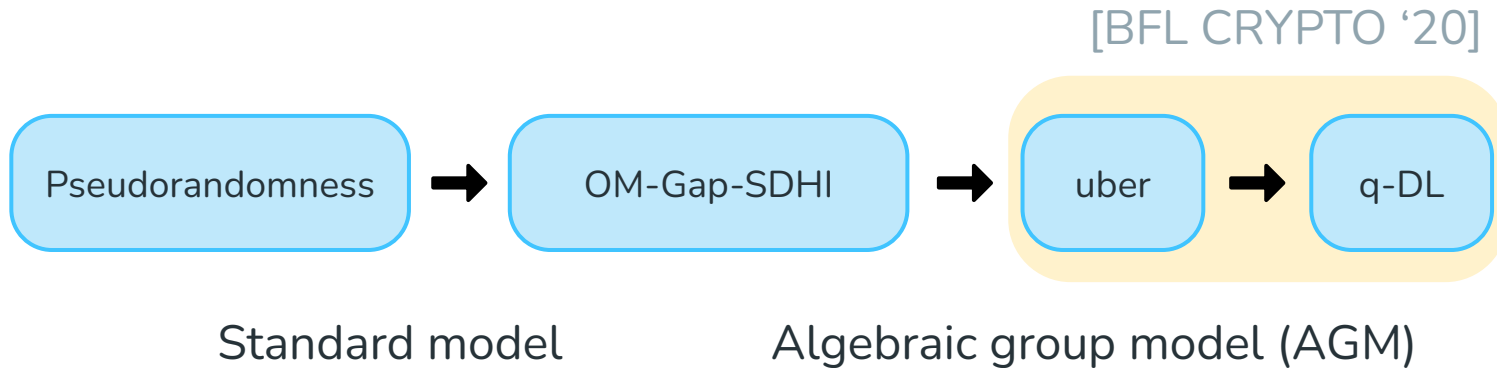 [BFL CRYPTO ‘20]
Pseudorandomness
OM-Gap-SDHI
uber
q-DL
Standard model
Algebraic group model (AGM)